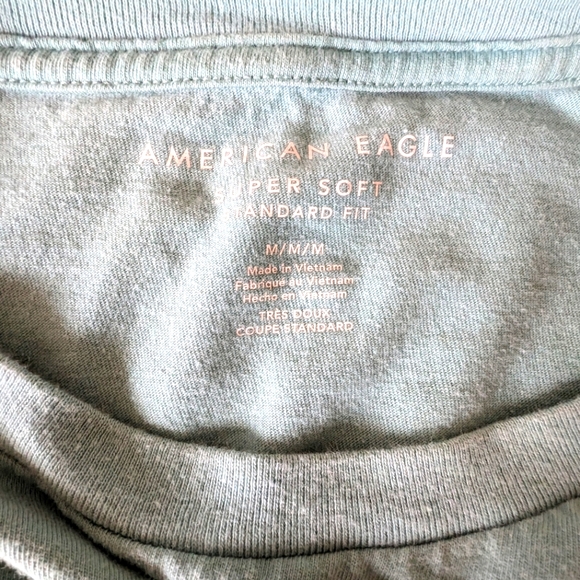 AMERICAN EAGLE
SUPER SOFT
STANDARD FIT
M/M/M
Made in Vietnam
Fabriqué au Vietnam
Hecho en Vietnam
TRÈS DOUX
COUPE STANDARD